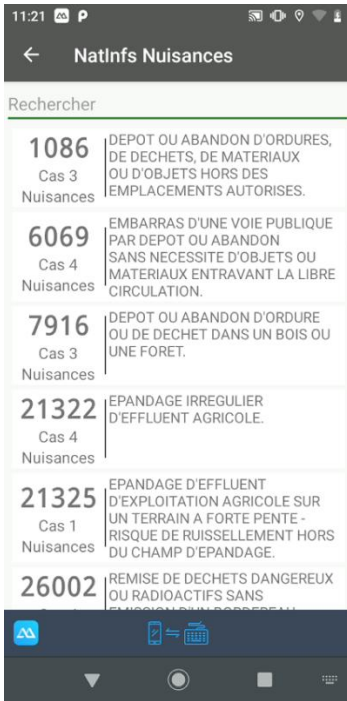 11:21
NatInfs Nuisances
Rechercher
1086
Cas 3
Nuisances
DEPOT OU ABANDON D'ORDURES,
DE DECHETS, DE MATERIAUX
OU D'OBJETS HORS DES
EMPLACEMENTS AUTORISES.
6069
Cas 4
Nuisances
EMBARRAS D'UNE VOIE PUBLIQUE
PAR DEPOT OU ABANDON
SANS NECESSITE D'OBJETS OU
MATERIAUX ENTRAVANT LA LIBRE
CIRCULATION.
7916
Cas 3
Nuisances
DEPOT OU ABANDON D'ORDURE
OU DE DECHET DANS UN BOIS OU
UNE FORET.
21322
Cas 4
Nuisances
EPANDAGE IRREGULIER
D'EFFLUENT AGRICOLE.
21325
Cas 1
Nuisances
EPANDAGE D'EFFLUENT
D'EXPLOITATION AGRICOLE SUR
UN TERRAIN A FORTE PENTE -
RISQUE DE RUISSELLEMENT HORS
DU CHAMP D'EPANDAGE.
26002
REMISE DE DECHETS DANGEREUX
OU RADIOACTIFS SANS